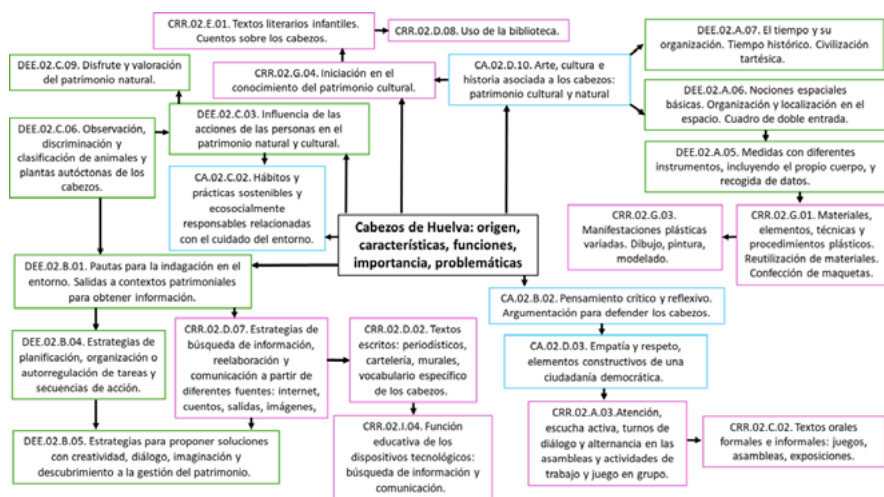 CRR.02.E.01. Textos literarios infantiles.
Cuentos sobre los cabezos.
CRR.02.D.08. Uso de la biblioteca.
DEE.02.A.07. El tiempo y su
organización. Tiempo histórico. Civilización
tartésica.
DEE.02.C.09. Disfrute y valoración
del patrimonio natural.
CRR.02.G.04. Iniciación en el
conocimiento del patrimonio cultural.
CA.02.D.10. Arte, cultura e
historia asociada a los cabezos:
patrimonio cultural y natural
DEE.02.A.06. Nociones espaciales
básicas. Organización y localización en el
espacio. Cuadro de doble entrada.
DEE.02.C.06. Observación,
discriminación y
clasificación de animales y
plantas autóctonas de los
cabezos.
DEE.02.C.03. Influencia de las
acciones de las personas en el
patrimonio natural y cultural.
DEE.02.A.05. Medidas con diferentes
instrumentos, incluyendo el propio cuerpo, y
recogida de datos.
CA.02.C.02. Hábitos y
prácticas sostenibles y
ecosocialmente
responsables relacionadas
con el cuidado del entorno.
Cabezos de Huelva: origen,
características, funciones,
importancia, problemáticas
CRR.02.G.03.
Manifestaciones plásticas
variadas. Dibujo, pintura,
modelado.
CRR.02.G.01. Materiales,
elementos, técnicas y
procedimientos plásticos.
Reutilización de materiales.
Confección de maquetas.
DEE.02.B.01. Pautas para la indagación en el
entorno. Salidas a contextos patrimoniales
para obtener información.
CA.02.B.02. Pensamiento crítico y reflexivo.
Argumentación para defender los cabezos.
DEE.02.B.04. Estrategias de
planificación, organización o
autorregulación de tareas y
secuencias de acción.
CRR.02.D.07. Estrategias de
búsqueda de información,
reelaboración y
comunicación a partir de
diferentes fuentes: internet,
cuentos, salidas, imágenes,
CRR.02.D.02. Textos
escritos: periodísticos,
cartelería, murales,
vocabulario específico
de los cabezos.
CA.02.D.03. Empatía y respeto,
elementos constructivos de una
ciudadanía democrática.
DEE.02.B.05. Estrategias para proponer soluciones
con creatividad, diálogo, imaginación y
descubrimiento a la gestión del patrimonio.
CRR.02.I.04. Función
educativa de los
dispositivos tecnológicos:
búsqueda de información y
comunicación.
CRR.02.A.03.Atención,
escucha activa, turnos de
diálogo y alternancia en las
asambleas y actividades de
trabajo y juego en grupo.
CRR.02.C.02. Textos orales
formales e informales: juegos,
asambleas, exposiciones.